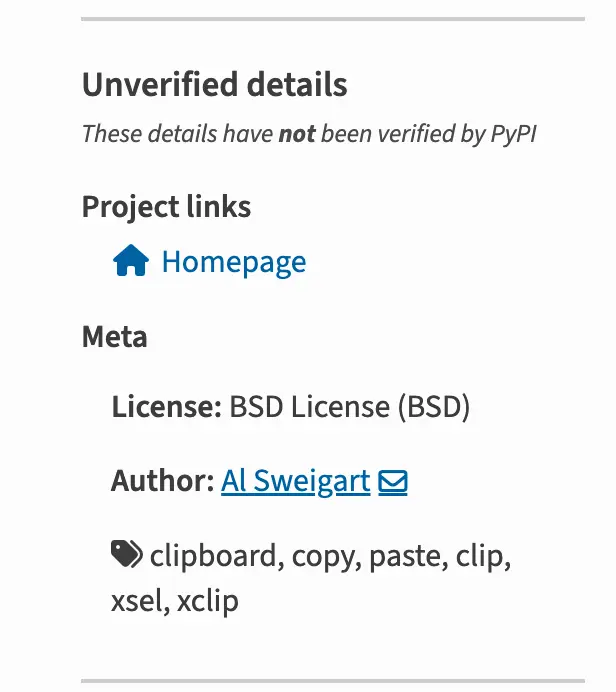 Unverified details
These details have not been verified by PyPI
Project links
Homepage
Meta
License: BSD License (BSD)
Author: Al Sweigart
clipboard, copy, paste, clip,
xsel, xclip